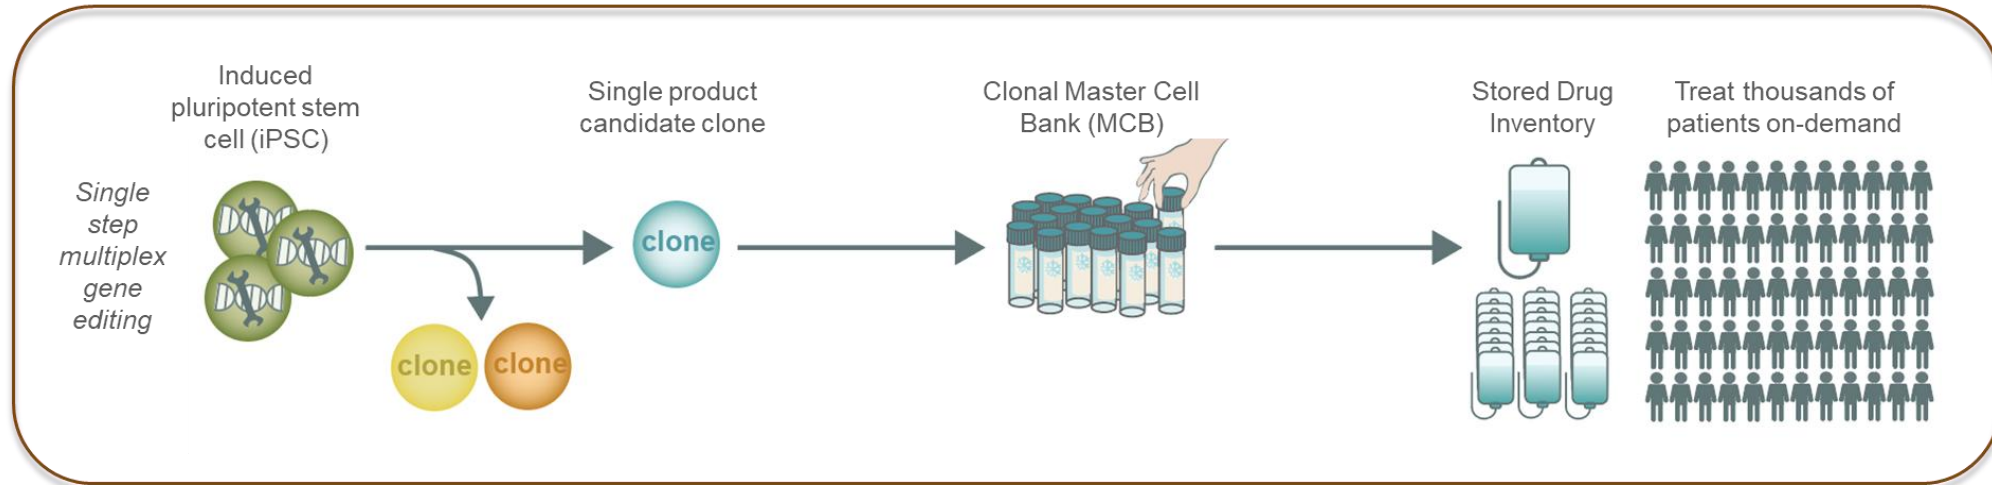 Induced
pluripotent stem
cell (iPSC)
Single
step
multiplex
gene
editing
clone
clone
Single product
candidate clone
clone
Clonal Master Cell
Bank (MCB)
Stored Drug
Inventory
Treat thousands of
patients on-demand